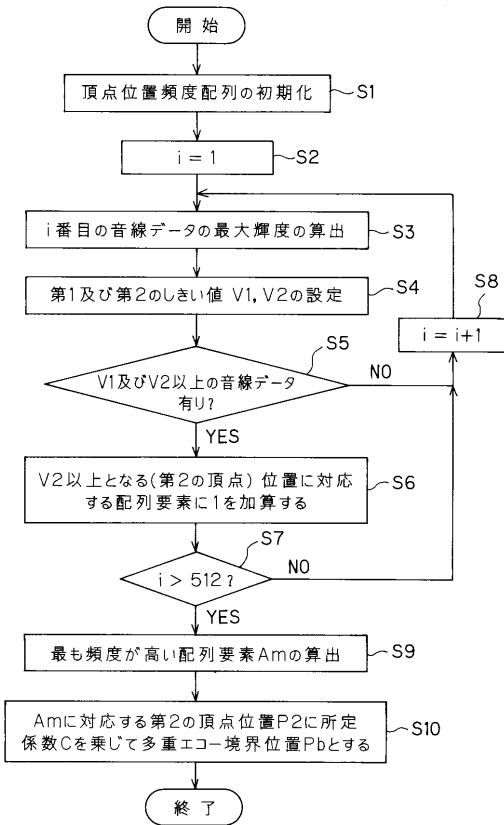 開始
頂点位置頻度配列の初期化
S1
i = 1
S2
i番目の音線データの最大輝度の算出
S3
第1及び第2のしきい値 V1, V2の設定
S4
S8
i = i+1
S5
V1及びV2以上の音線データ
有り?
NO
YES
V2以上となる(第2の頂点) 位置に対応
する配列要素に1を加算する
S6
S7
i > 512 ?
NO
YES
最も頻度が高い配列要素Amの算出
S9
Amに対応する第2の頂点位置P2に所定
係数Cを乗じて多重エコー境界位置Pbとする
S10
終了